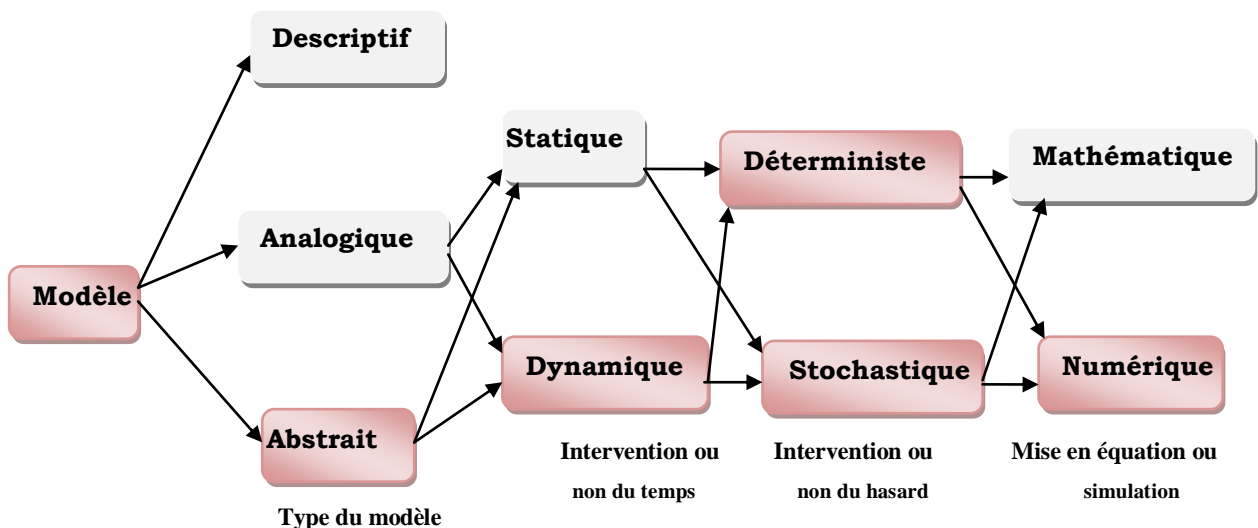 Descriptif
Statique
Déterministe
Mathématique
Analogique
Modèle
Dynamique
Stochastique
Numérique
Abstrait
Intervention ou
non du temps
Intervention ou
non du hasard
Mise en équation ou
simulation
Type du modèle